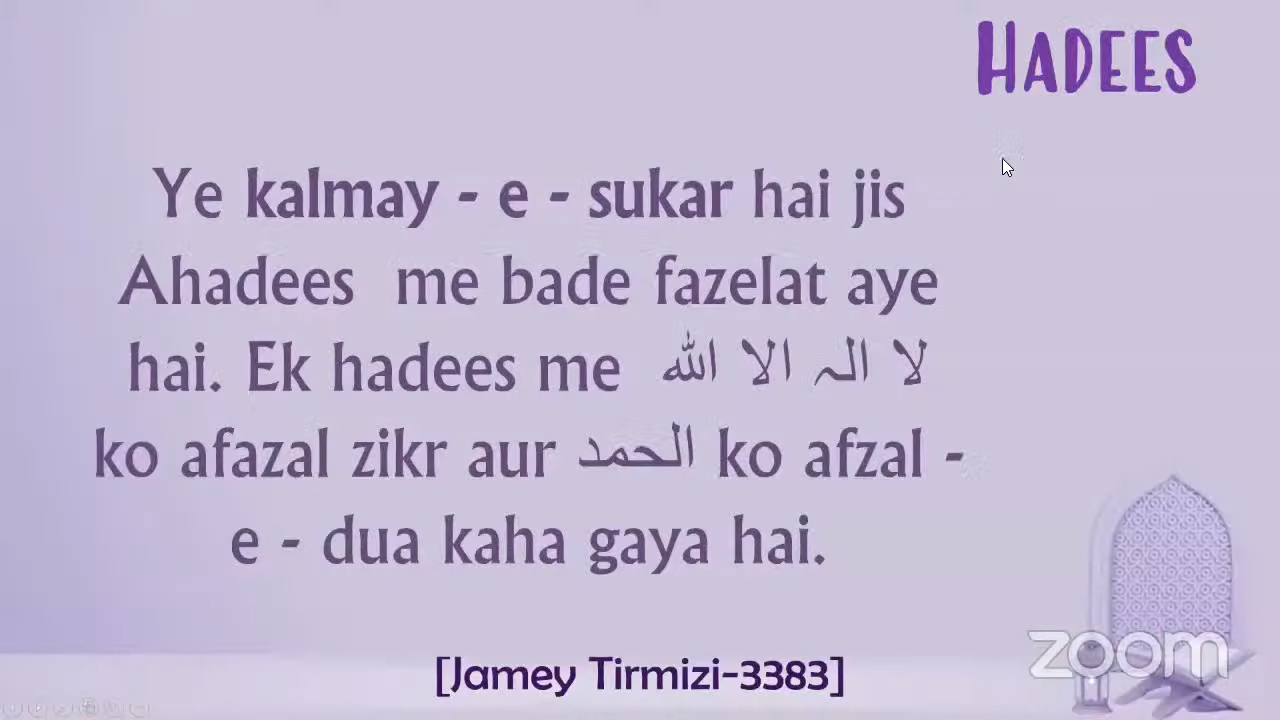 HADEES
Ye kalmay - e - sukar hai jis
Ahadees me bade fazelat aye
hai. Ek hadees me لا الہ الا اللہ
ko afazal zikr aur الحمد ko afzal -
e - dua kaha gaya hai.
zoom
[Jamey Tirmizi-3383]